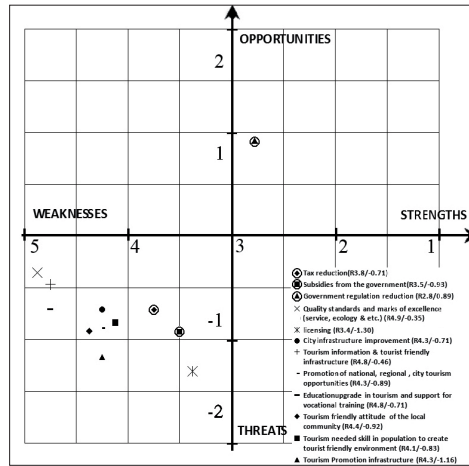 OPPORTUNITIES
2
1
WEAKNESSES
STRENGTHS
5
4
3
2
1
-1
-2
THREATS
Tax reduction(R3.8/-0.71)
Subsidies from the government(R3.5/-0.93)
Government regulation reduction (R2.8/0.89)
Quality standards and marks of excellence
(service, ecology & etc.) (R4.9/-0.35)
licensing (R3.4/-1.30)
City infrastructure improvement (R4.3/-0.71)
Tourism information & tourist friendly
infrastructure (R4.8/-0.46)
Promotion of national, regional , city tourism
opportunities (R4.3/-0.89)
Educationupgrade in tourism and support for
vocational training (R4.8/-0.71)
Tourism friendly attitude of the local
community (R4.4/-0.92)
Tourism needed skill in population to create
tourist friendly environment (R4.1/-0.83)
Tourism Promotion infrastructure (R4.3/-1.16)